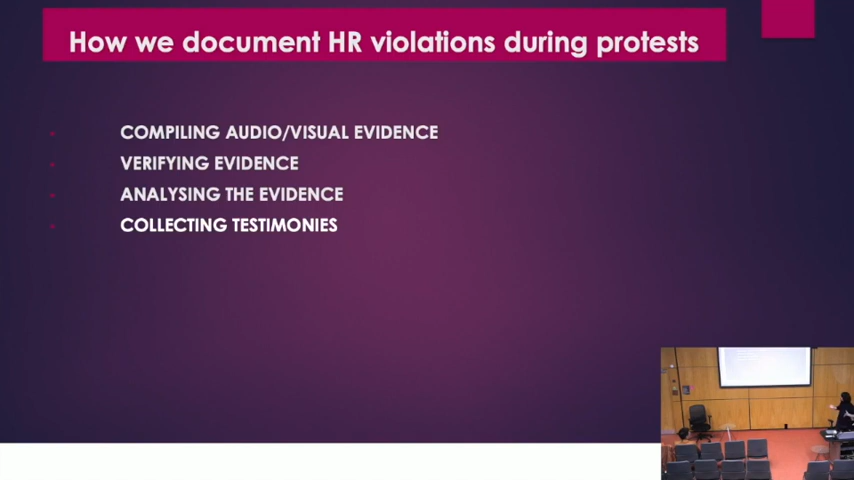 How we document HR violations during protests
COMPILING AUDIO/VISUAL EVIDENCE
VERIFYING EVIDENCE
ANALYSING THE EVIDENCE
COLLECTING TESTIMONIES